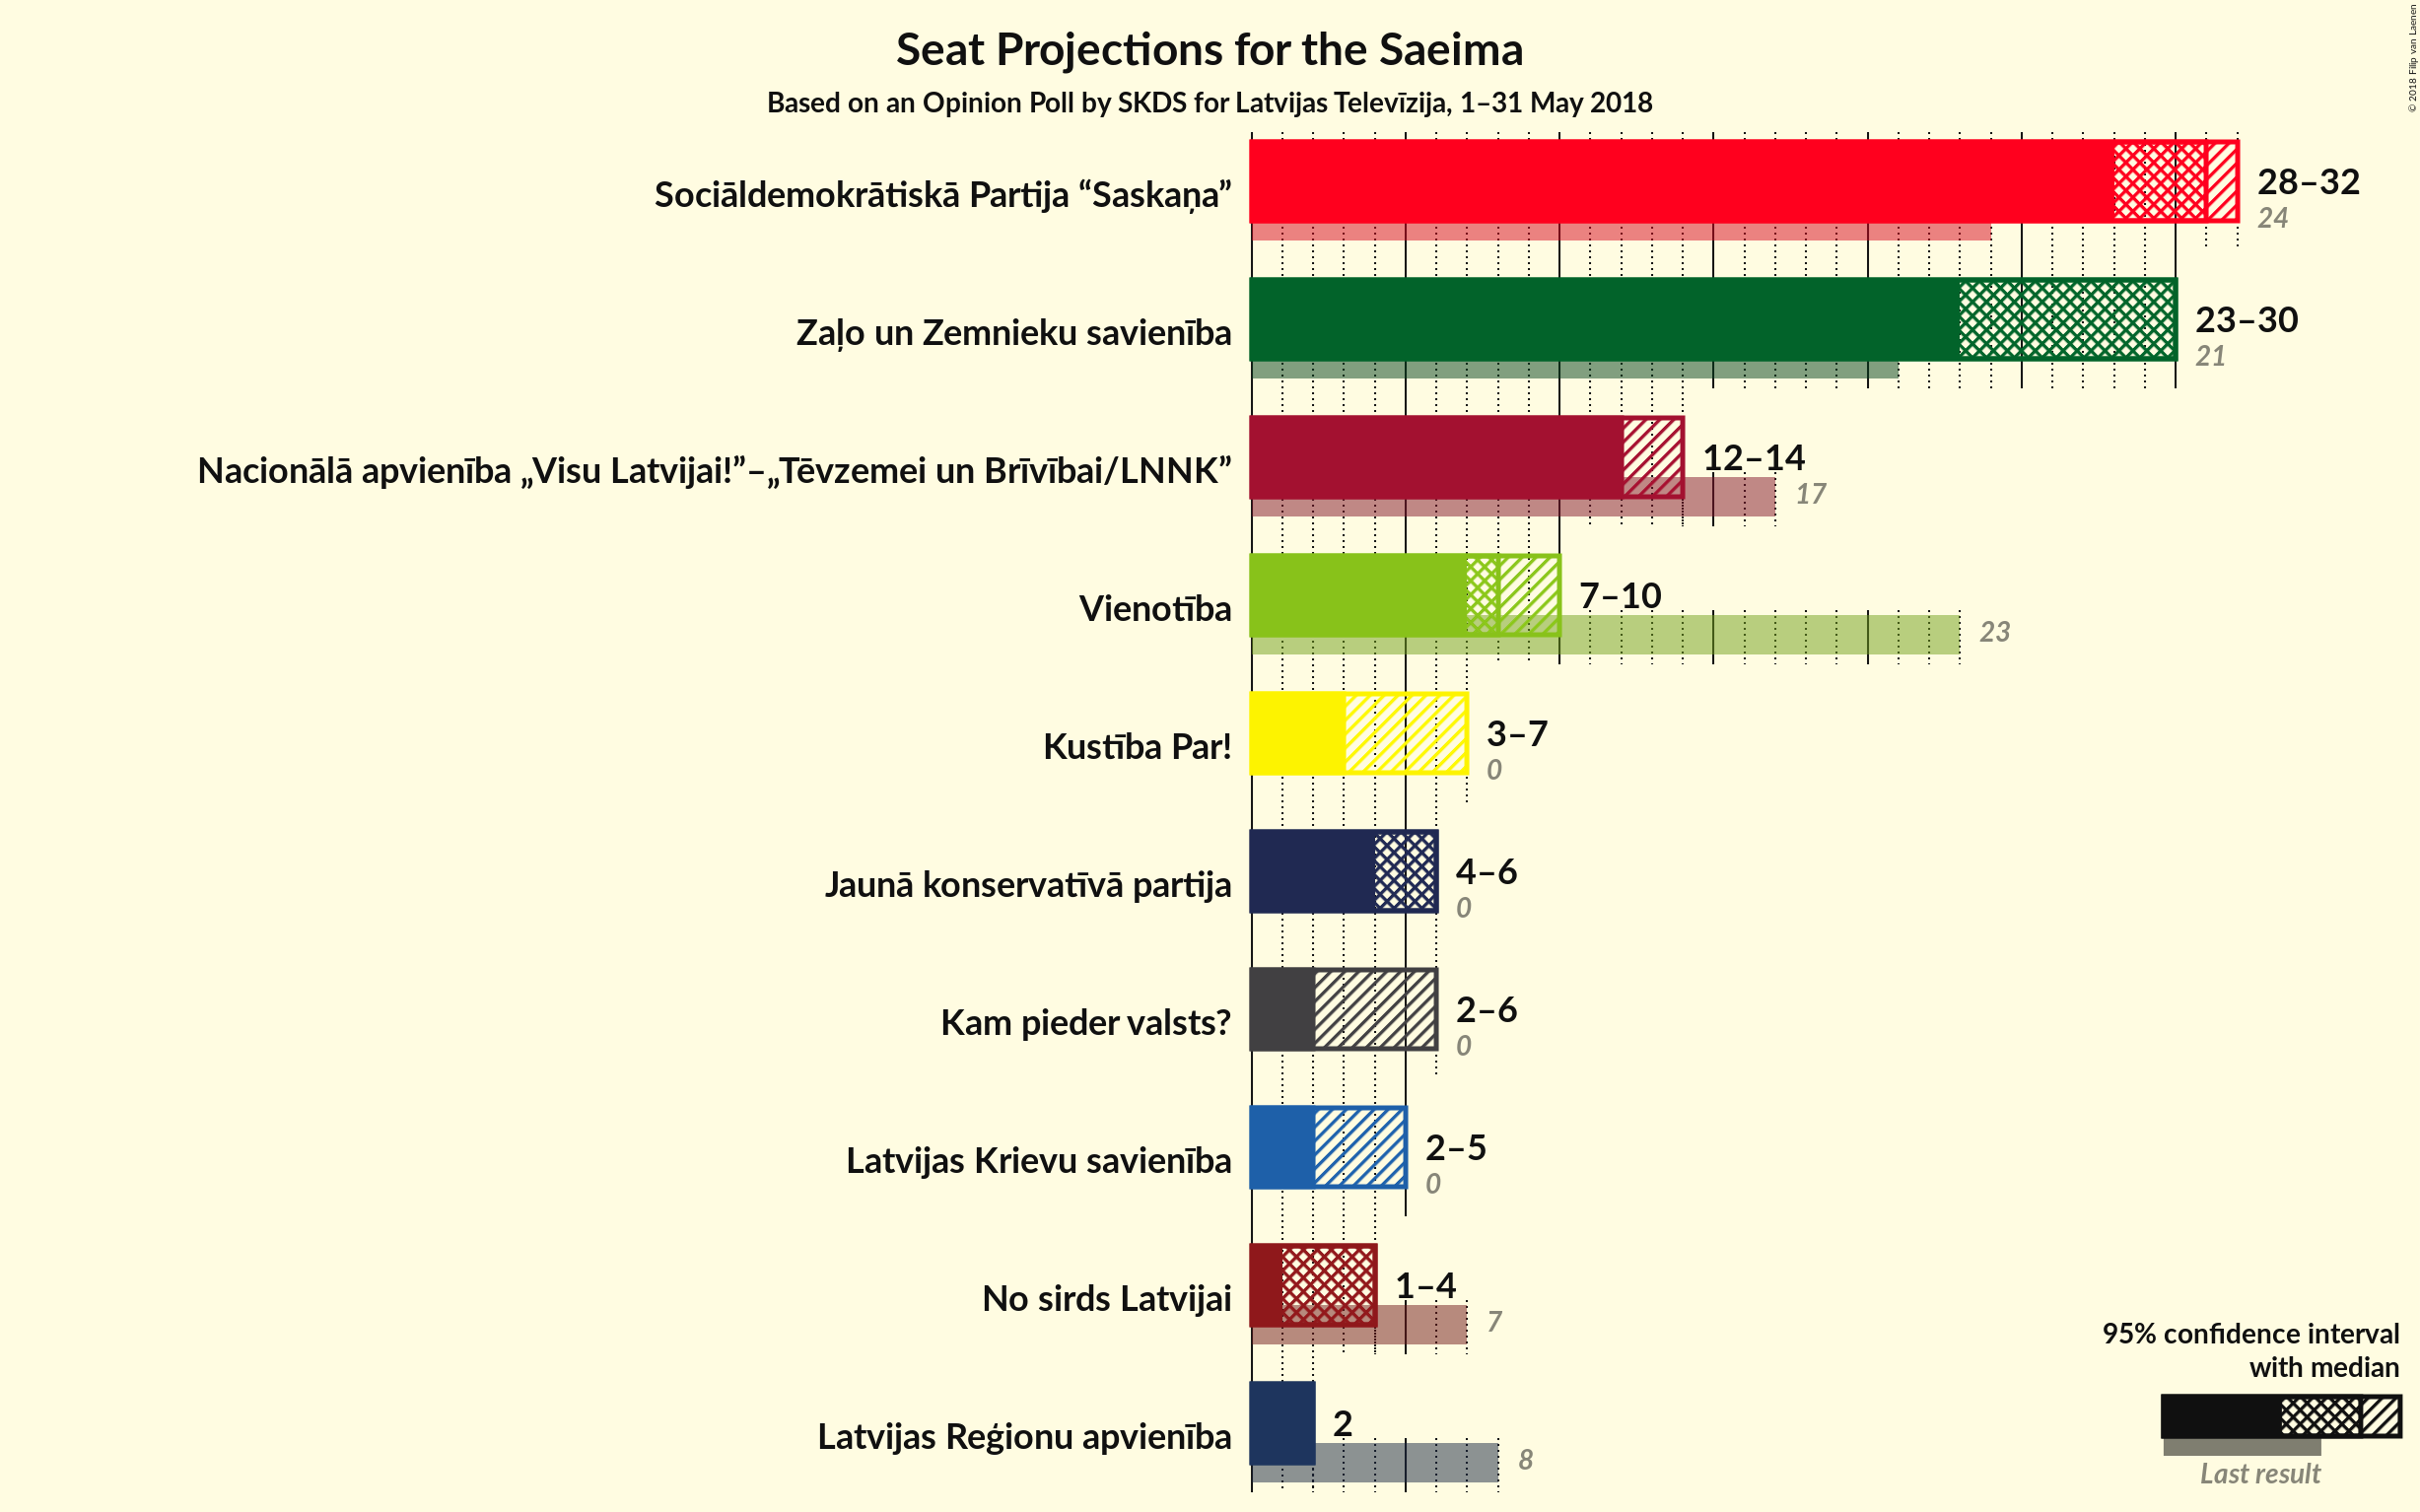 Seat Projections for the Saeima
Based on an Opinion Poll by SKDS for Latvijas Televīzija, 1–31 May 2018
© 2018 Filip van Laenen
Sociāldemokrātiskā Partija “Saskaņa”
28–32
24
Zaļo un Zemnieku savienība
23–30
21
Nacionālā apvienība „Visu Latvijai!”–„Tēvzemei un Brīvībai/LNNK”
12–14
17
Vienotība
7–10
23
Kustība Par!
3–7
0
Jaunā konservatīvā partija
4–6
0
Kam pieder valsts?
2–6
0
Latvijas Krievu savienība
2–5
0
No sirds Latvijai
1–4
7
Latvijas Reģionu apvienība
2
8
95% confidence interval
with median
Last result